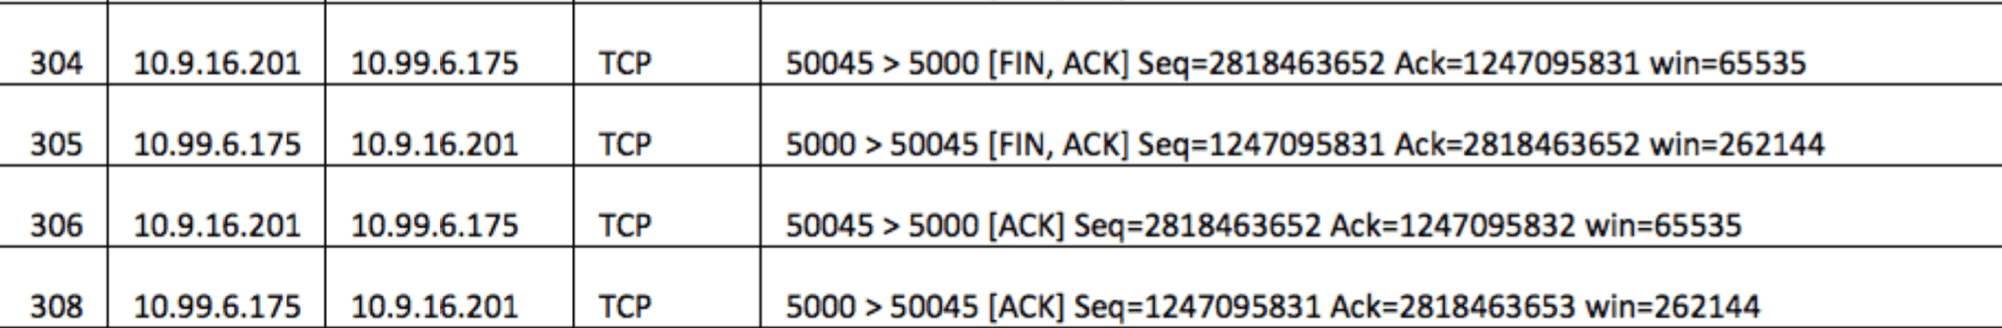 304 10.9.16.201 10.99.6.175 TCP 50045 > 5000 [FIN, ACK] Seq=2818463652 Ack=1247095831 win=65535
305 10.99.6.175 10.9.16.201 TCP 5000 > 50045 [FIN, ACK] Seq=1247095831 Ack=2818463652 win=262144
306 10.9.16.201 10.99.6.175 TCP 50045 > 5000 [ACK] Seq=2818463652 Ack=1247095832 win=65535
308 10.99.6.175 10.9.16.201 TCP 5000 > 50045 [ACK] Seq=1247095831 Ack=2818463653 win=262144